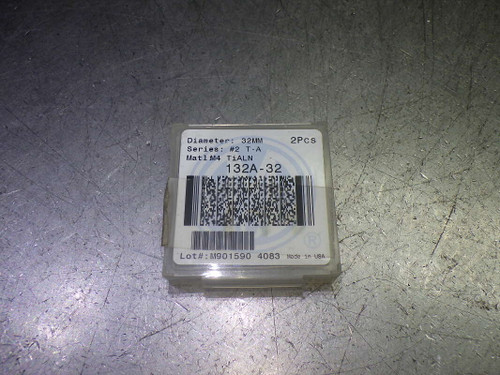 Diameter: 32MM 2Pcs
Series: #2 T-A
Matl:M4 TiALN
132A-32
Lot#:M901590 4083 Made in USA